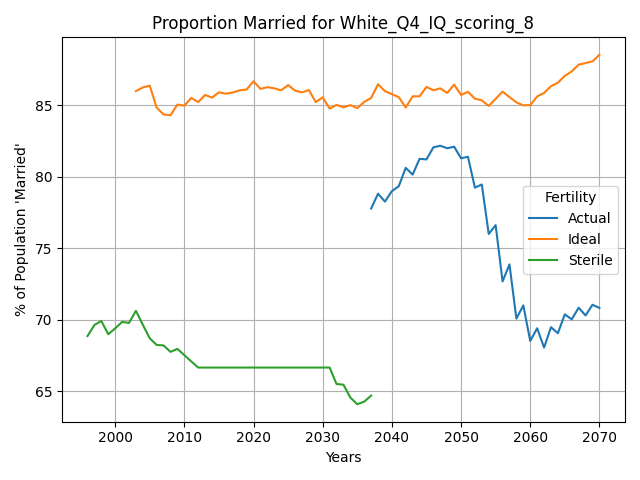 Proportion Married for White_Q4_IQ_scoring_8
% of Population 'Married'
85
80
75
70
65
Fertility
Actual
Ideal
Sterile
2000 2010 2020 2030 2040 2050 2060 2070
Years